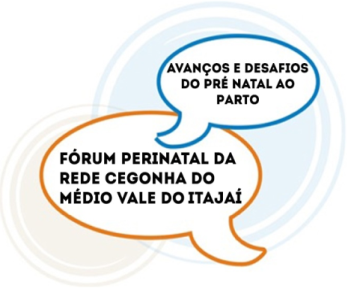 AVANÇOS E DESAFIOS
DO PRÉ NATAL AO
PARTO
FÓRUM PERINATAL DA
REDE CEGONHA DO
MÉDIO VALE DO ITAJAÍ